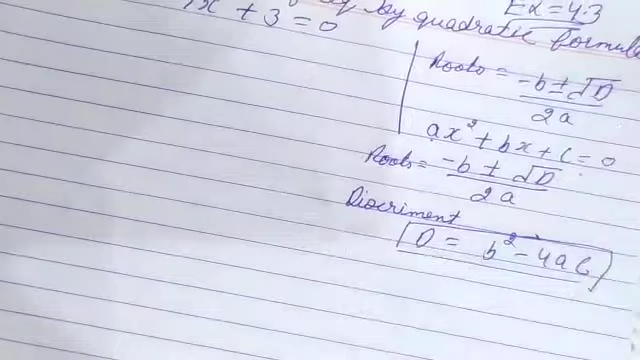 Ex = 4.3
by quadratic formula
x + 3 = 0
Roots = -b ± √D / 2a
ax² + bx + c = 0
Roots = -b ± √D / 2a
Discriment
D = b² - 4ac